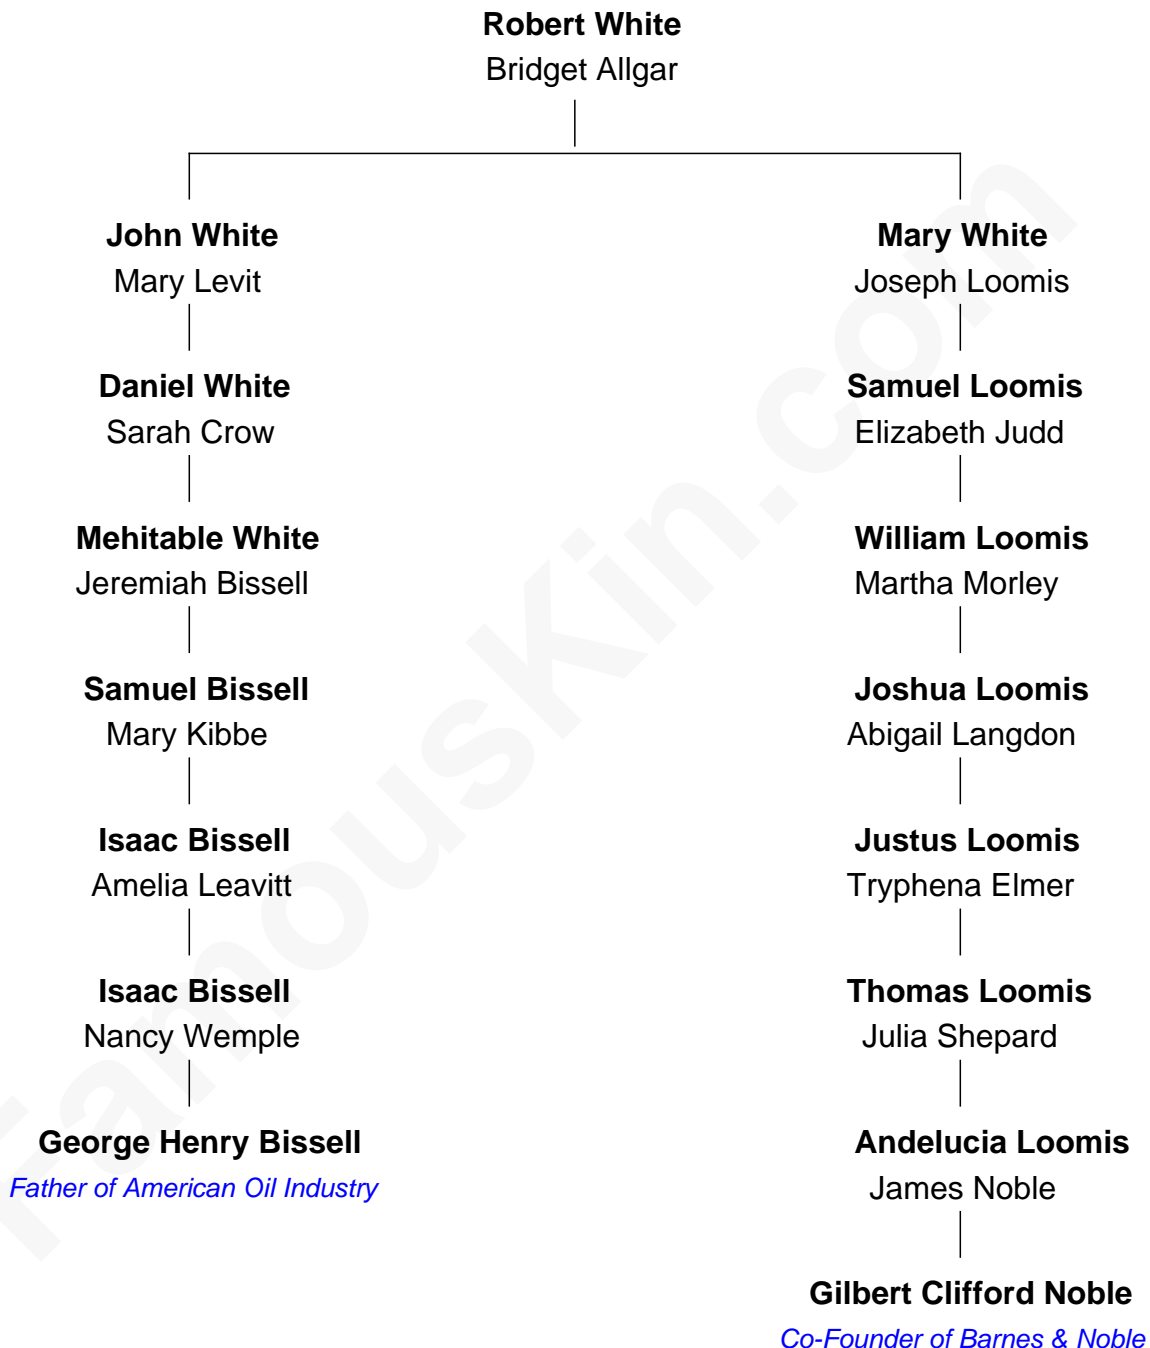 Robert White
Bridget Allgar
John White
Mary Levit
Mary White
Joseph Loomis
Daniel White
Sarah Crow
Samuel Loomis
Elizabeth Judd
Mehitable White
Jeremiah Bissell
William Loomis
Martha Morley
Samuel Bissell
Mary Kibbe
Joshua Loomis
Abigail Langdon
Isaac Bissell
Amelia Leavitt
Justus Loomis
Tryphena Elmer
Isaac Bissell
Nancy Wemple
Thomas Loomis
Julia Shepard
George Henry Bissell
Father of American Oil Industry
Andelucia Loomis
James Noble
Gilbert Clifford Noble
Co-Founder of Barnes & Noble
FamousKin.com